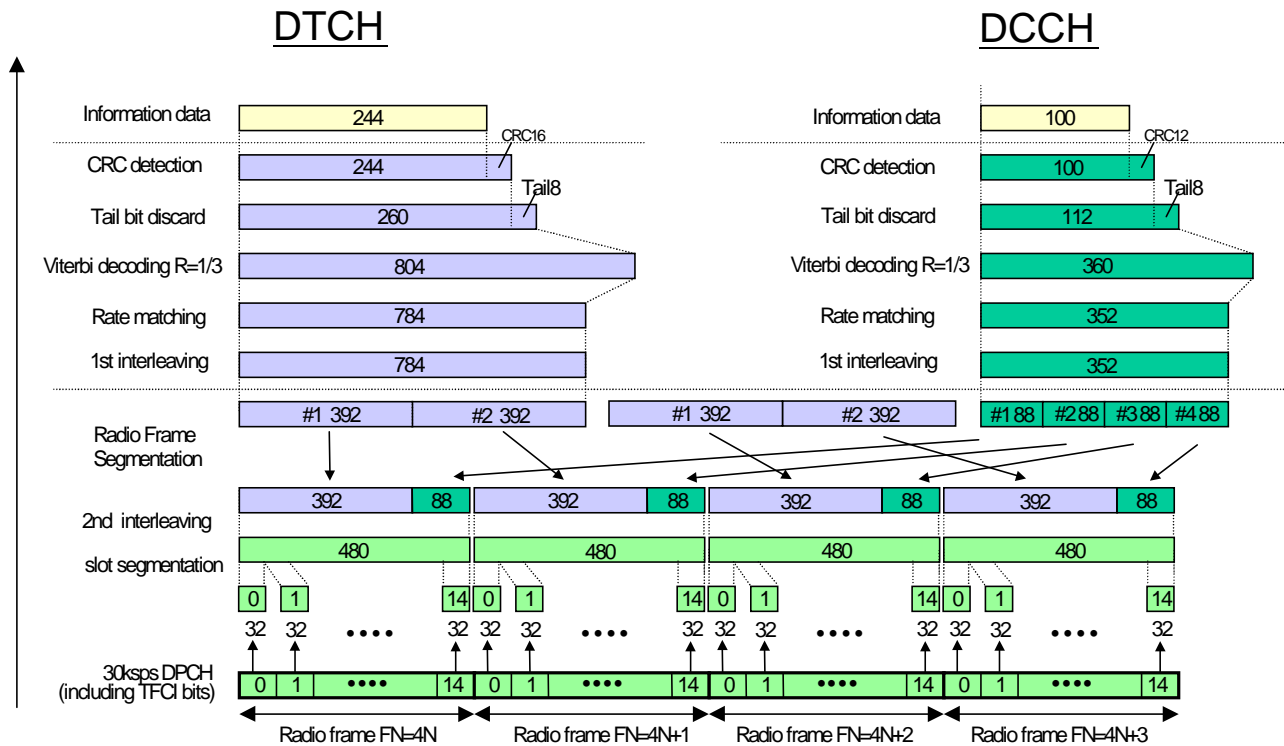 DTCH DCCH
Information data 244 Information data 100
CRC16 CRC12
CRC detection 244 CRC detection 100
Tail8 Tail8
Tail bit discard 260 Tail bit discard 112
Viterbi decoding R=1/3 804 Viterbi decoding R=1/3 360
Rate matching 784 Rate matching 352
1st interleaving 784 1st interleaving 352
#1 392 #2 392 #1 392 #2 392 #1 88 #2 88 #3 88 #4 88
Radio Frame
Segmentation
392 88 392 88 392 88 392 88
2nd interleaving
480 480 480 480
slot segmentation
0 1 14 0 1 14 0 1 14 0 1 14
32 32 •••• 32 32 32 •••• 32 32 32 •••• 32 32 32 •••• 32
30ksps DPCH
(including TFCI bits)
0 1 •••• 14 0 1 •••• 14 0 1 •••• 14 0 1 •••• 14
Radio frame FN=4N Radio frame FN=4N+1 Radio frame FN=4N+2 Radio frame FN=4N+3